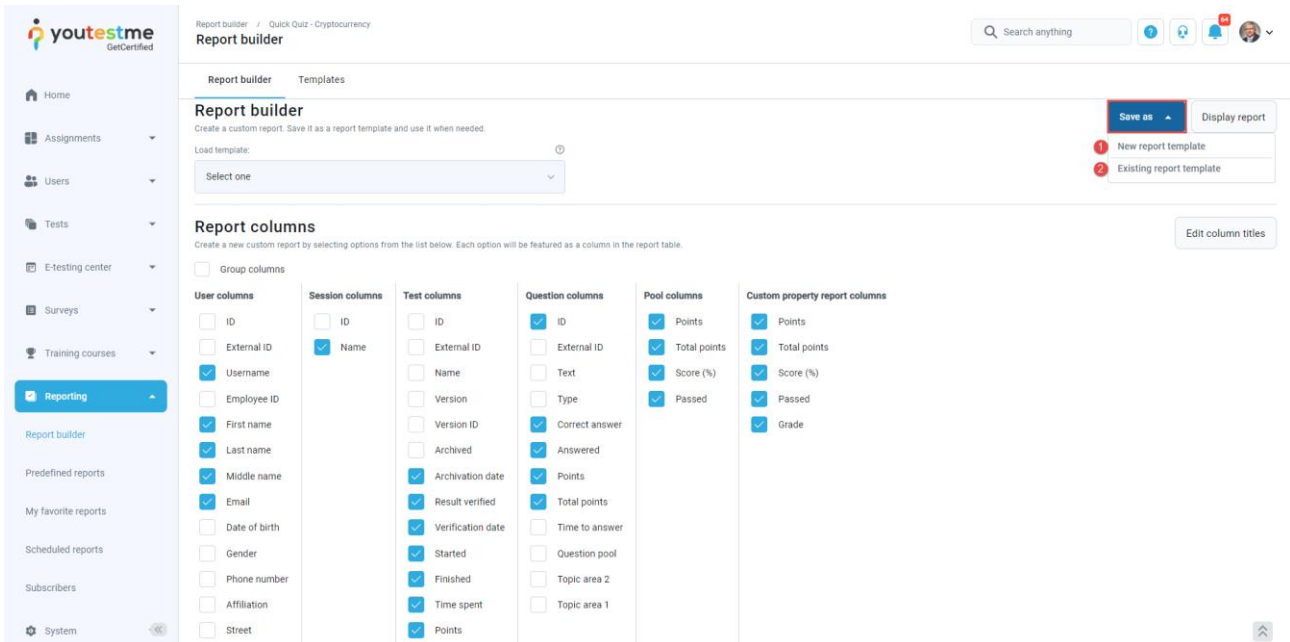 youtestme
GetCertified
Home
Assignments
Users
Tests
E-testing center
Surveys
Training courses
Reporting
Report builder
Predefined reports
My favorite reports
Scheduled reports
Subscribers
System
Report builder / Quick Quiz - Cryptocurrency
Report builder
Search anything
?
64
Report builder Templates
Report builder
Create a custom report. Save it as a report template and use it when needed.
Load template: ?
Select one
Save as
Display report
1 New report template
2 Existing report template
Report columns
Create a new custom report by selecting options from the list below. Each option will be featured as a column in the report table.
Edit column titles
Group columns
User columns
ID
External ID
Username
Employee ID
First name
Last name
Middle name
Email
Date of birth
Gender
Phone number
Affiliation
Street
Session columns
ID
Name
Test columns
ID
External ID
Name
Version
Version ID
Archived
Archivation date
Result verified
Verification date
Started
Finished
Time spent
Points
Question columns
ID
External ID
Text
Type
Correct answer
Answered
Points
Total points
Time to answer
Question pool
Topic area 2
Topic area 1
Pool columns
Points
Total points
Score (%)
Passed
Custom property report columns
Points
Total points
Score (%)
Passed
Grade